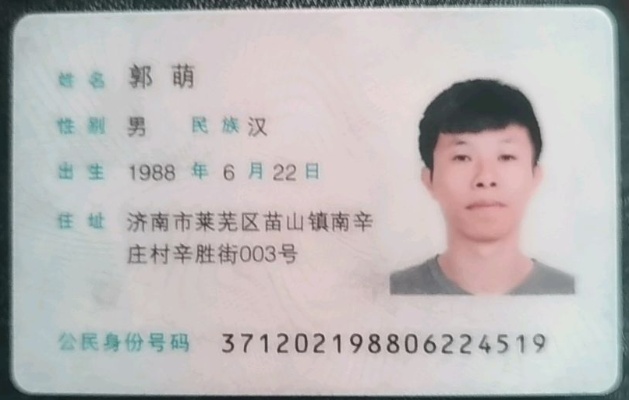 姓名 郭萌
性别 男 民族 汉
出生 1988 年 6 月 22 日
住址 济南市莱芜区苗山镇南辛
庄村辛胜街003号
公民身份号码 371202198806224519